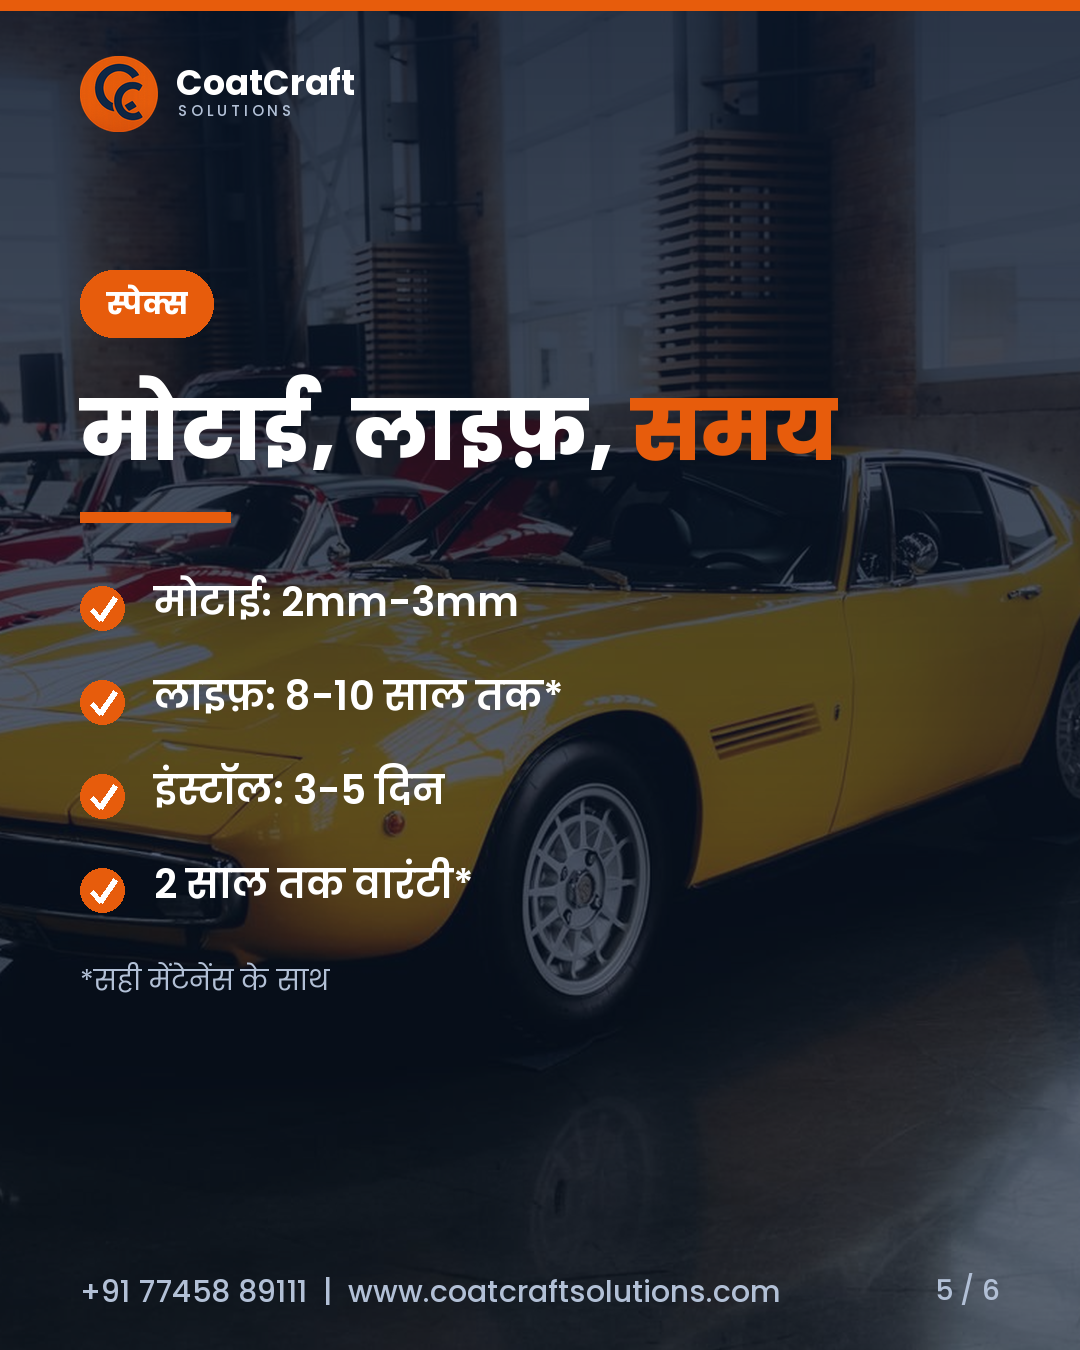 CoatCraft
SOLUTIONS
स्पेक्स
मोटाई, लाइफ़, समय
मोटाई: 2mm-3mm
लाइफ़: 8-10 साल तक*
इंस्टॉल: 3-5 दिन
2 साल तक वारंटी*
*सही मेंटेनेंस के साथ
+91 77458 89111 | www.coatcraftsolutions.com
5 / 6